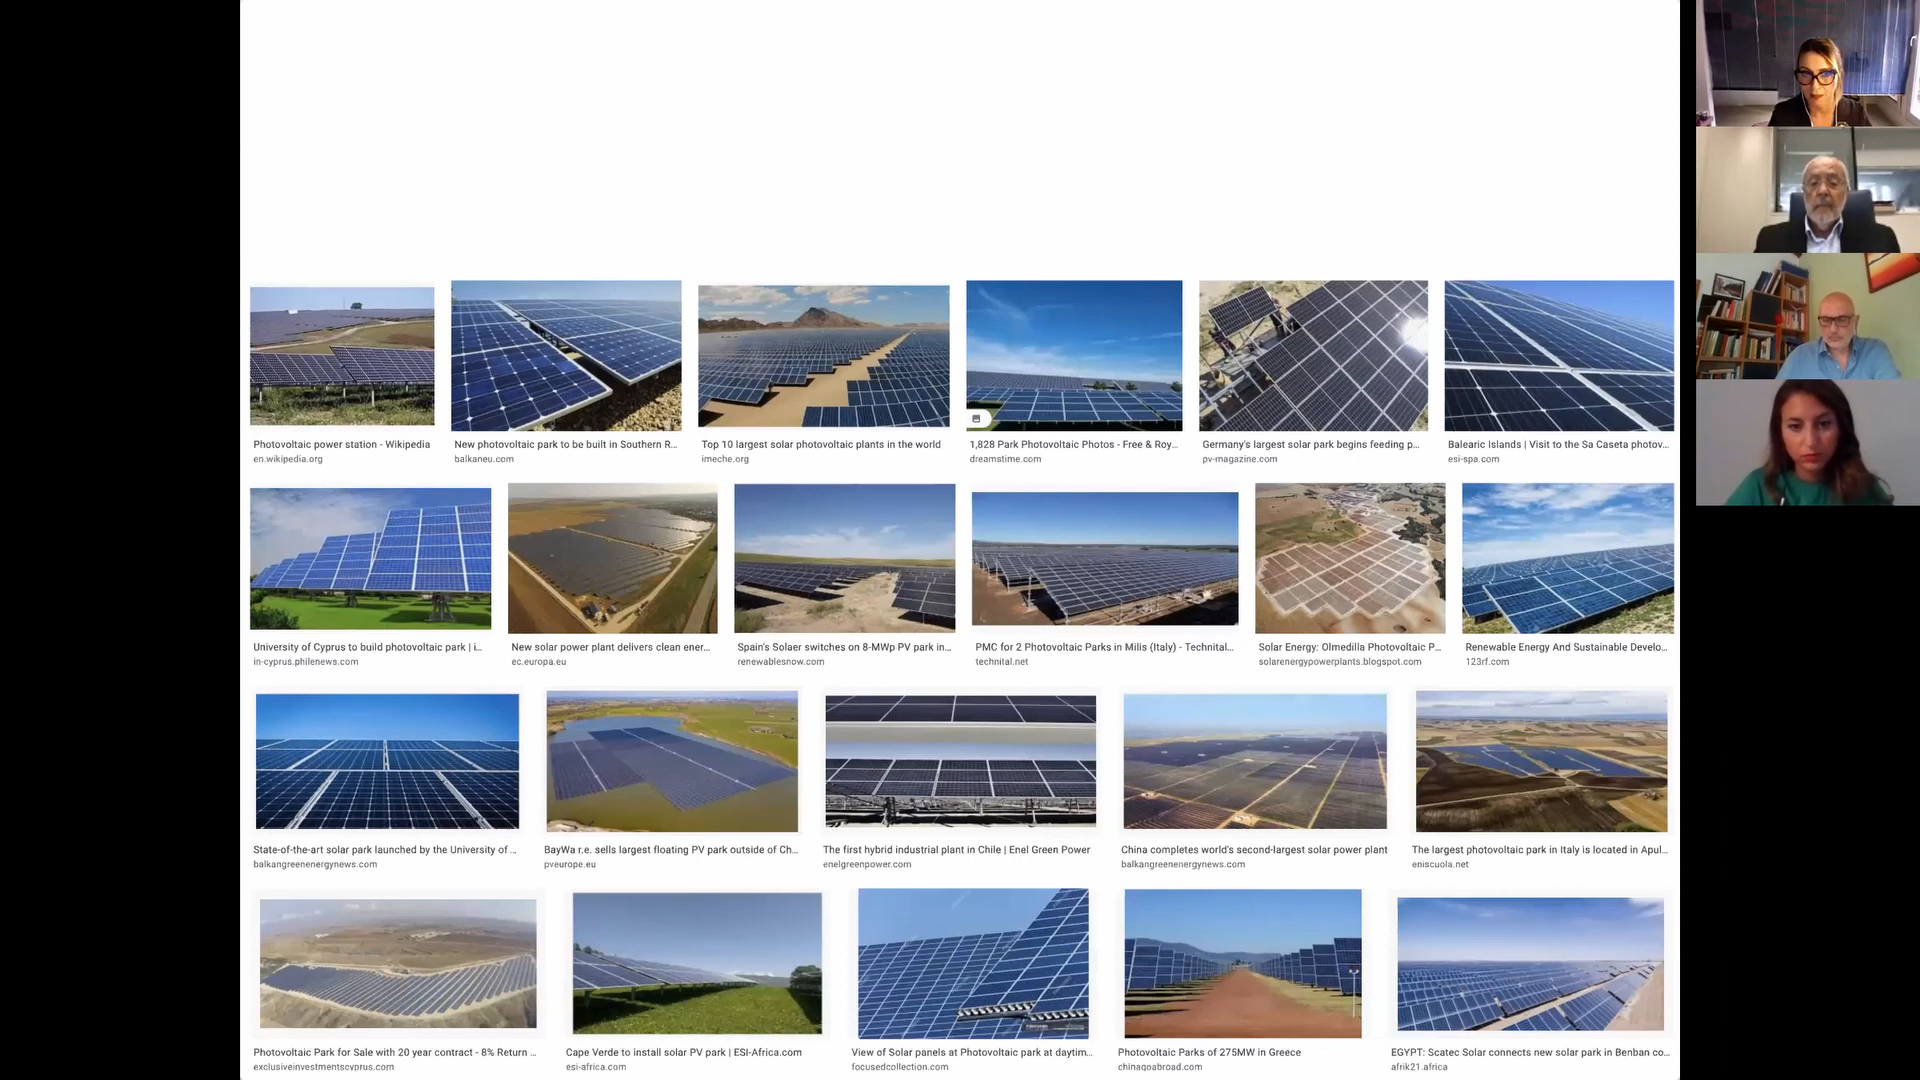 Photovoltaic power station - Wikipedia
en.wikipedia.org
New photovoltaic park to be built in Southern R...
balkaneu.com
Top 10 largest solar photovoltaic plants in the world
imeche.org
1,828 Park Photovoltaic Photos - Free & Roy...
dreamstime.com
Germany's largest solar park begins feeding p...
pv-magazine.com
Balearic Islands | Visit to the Sa Caseta photov...
esi-spa.com
University of Cyprus to build photovoltaic park | i...
in-cyprus.philenews.com
New solar power plant delivers clean ener...
ec.europa.eu
Spain's Solaer switches on 8-MWp PV park in...
renewablesnow.com
PMC for 2 Photovoltaic Parks in Milis (Italy) - Technital...
technital.net
Solar Energy: Olmedilla Photovoltaic P...
solarenergypowerplants.blogspot.com
Renewable Energy And Sustainable Develo...
123rf.com
State-of-the-art solar park launched by the University of ...
balkangreenenergynews.com
BayWa r.e. sells largest floating PV park outside of Ch...
pveurope.eu
The first hybrid industrial plant in Chile | Enel Green Power
enelgreenpower.com
China completes world's second-largest solar power plant
balkangreenenergynews.com
The largest photovoltaic park in Italy is located in Apul...
eniscuola.net
Photovoltaic Park for Sale with 20 year contract - 8% Return ...
exclusiveinvestmentscyprus.com
Cape Verde to install solar PV park | ESI-Africa.com
esi-africa.com
View of Solar panels at Photovoltaic park at daytim...
focusedcollection.com
Photovoltaic Parks of 275MW in Greece
chinagoabroad.com
EGYPT: Scatec Solar connects new solar park in Benban co...
afrik21.africa